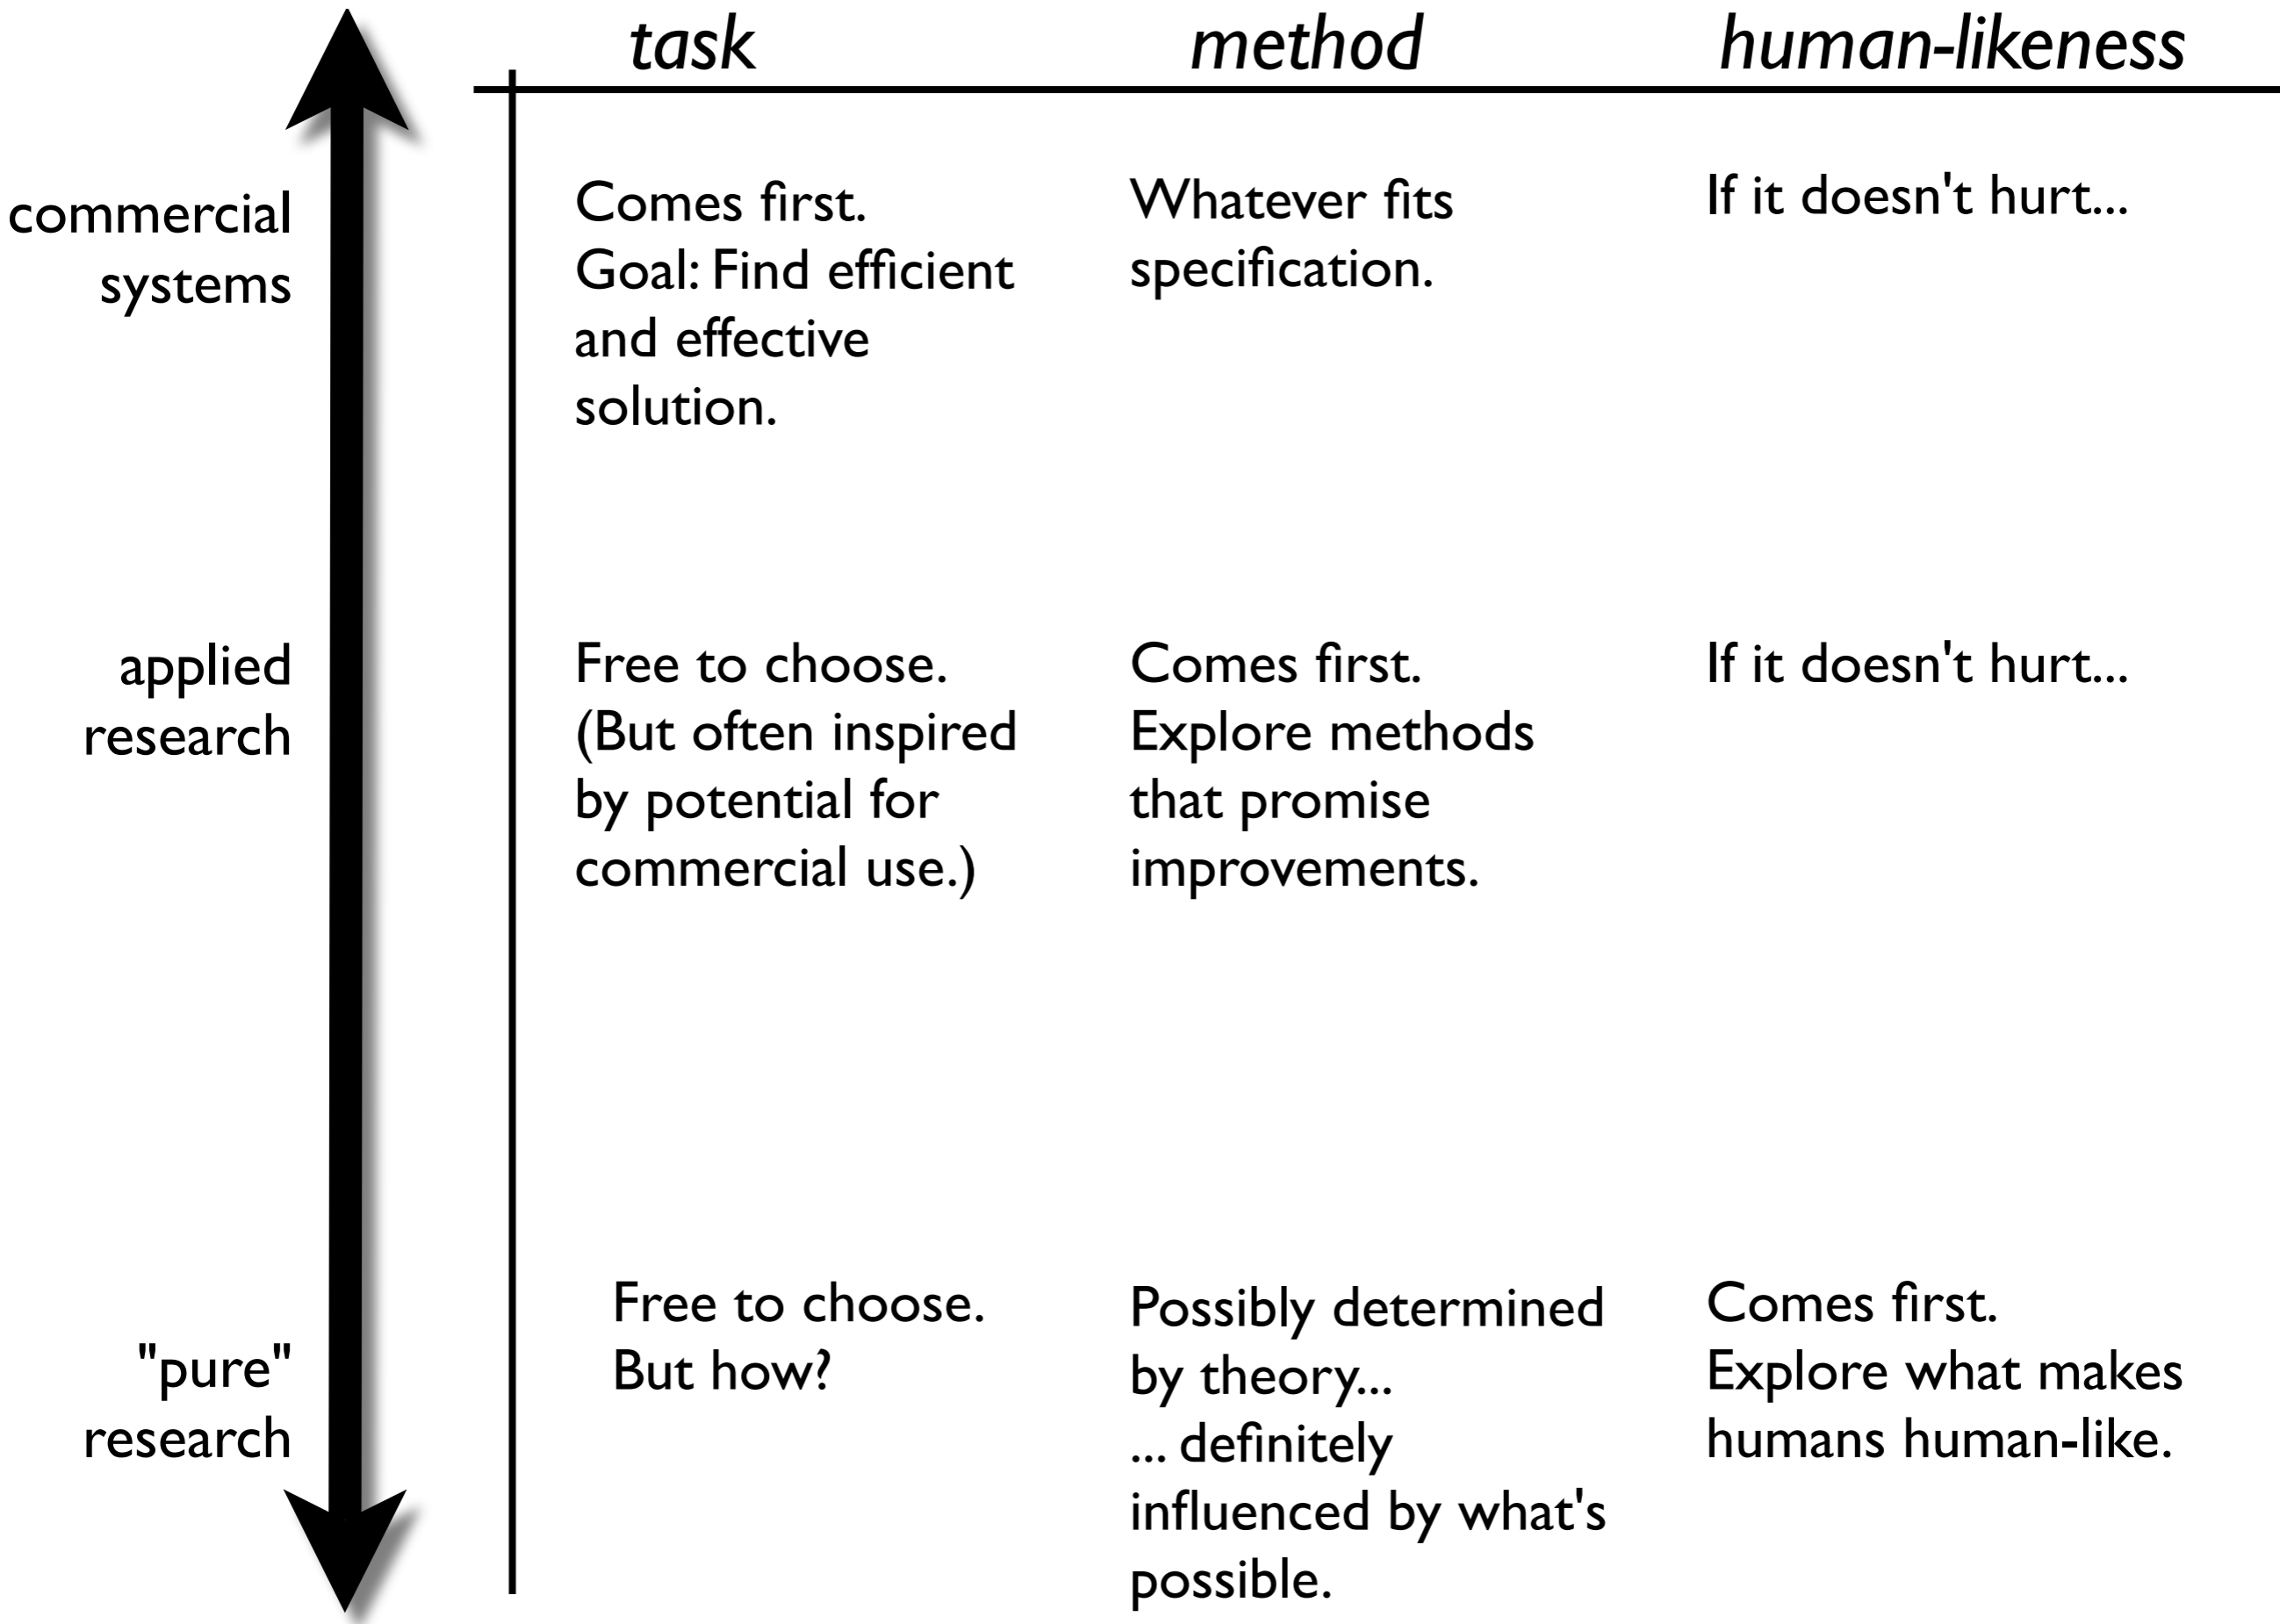 task method human-likeness
commercial
systems
Comes first.
Goal: Find efficient
and effective
solution.
Whatever fits
specification.
If it doesn't hurt...
applied
research
Free to choose.
(But often inspired
by potential for
commercial use.)
Comes first.
Explore methods
that promise
improvements.
If it doesn't hurt...
"pure"
research
Free to choose.
But how?
Possibly determined
by theory...
... definitely
influenced by what's
possible.
Comes first.
Explore what makes
humans human-like.